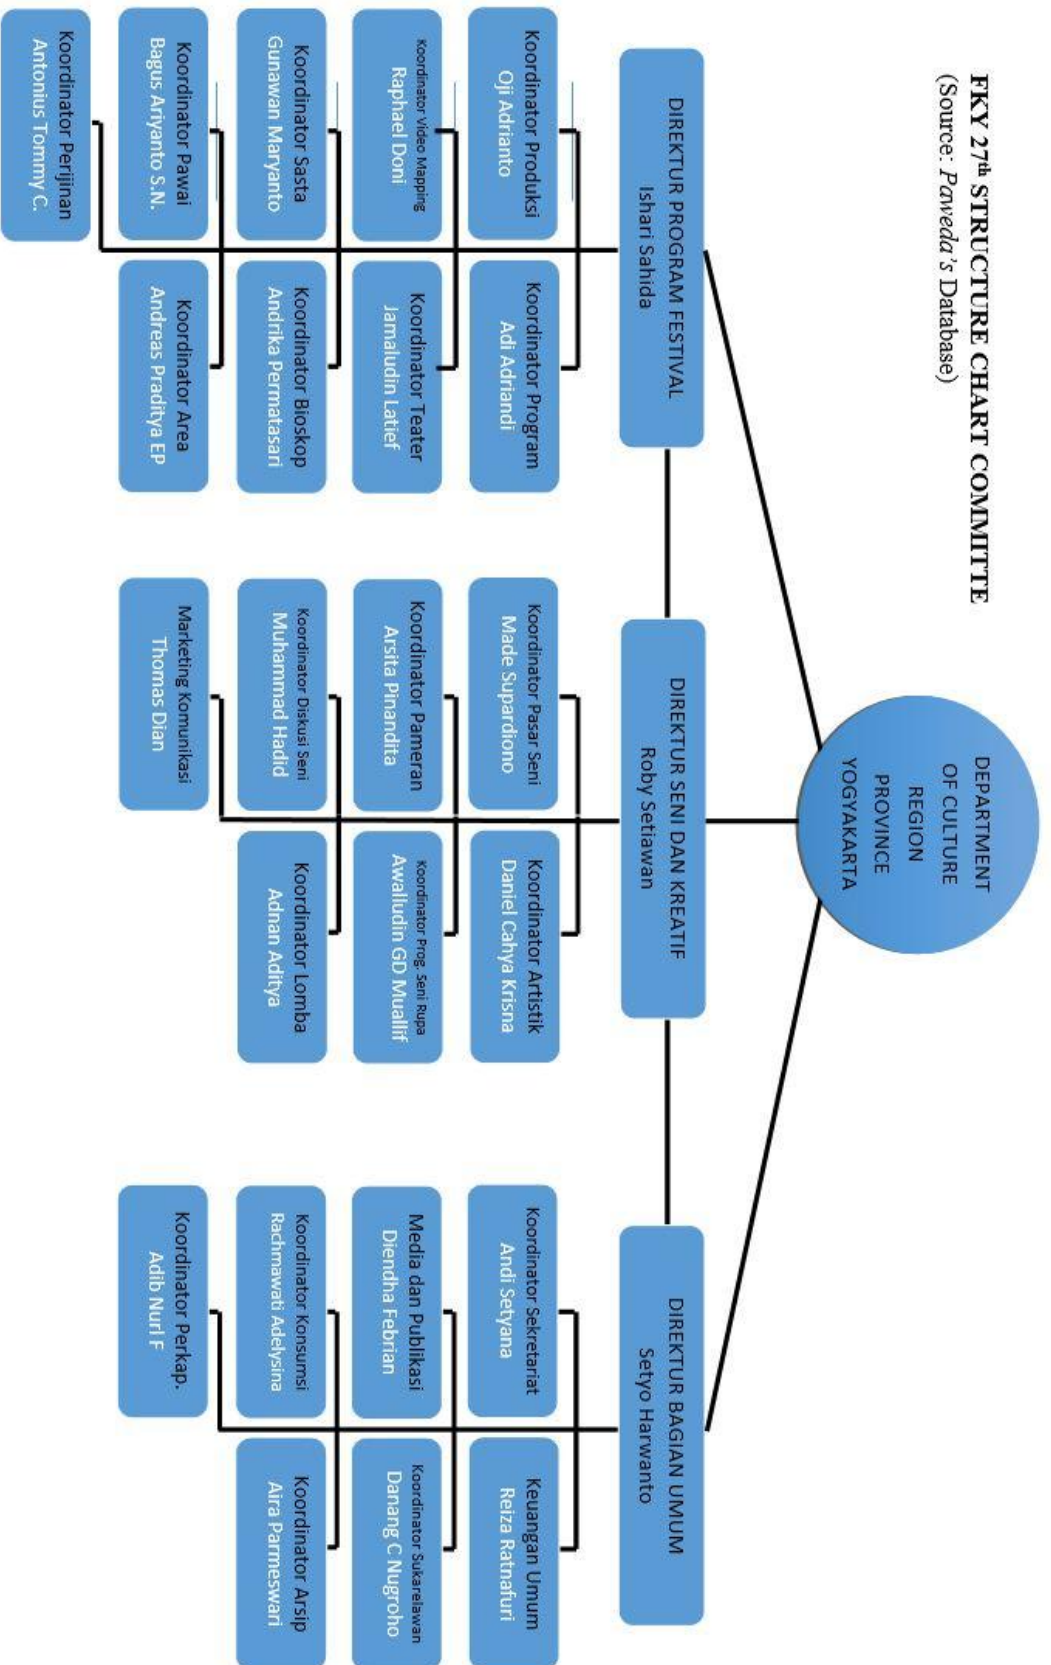 FKY 27th STRUCTURE CHART COMMITTE
(Source: Paweda's Database)
DEPARTMENT
OF CULTURE
REGION
PROVINCE
YOGYAKARTA
DIREKTUR PROGRAM FESTIVAL
Ishari Sahida
DIREKTUR SENI DAN KREATIF
Roby Setiawan
DIREKTUR BAGIAN UMUM
Setyo Harwanto
Koordinator Produksi
Oji Adrianto
Koordinator Program
Adi Adriandi
Koordinator Pasar Seni
Made Supardiono
Koordinator Artistik
Daniel Cahya Krisna
Koordinator Sekretariat
Andi Setyana
Keuangan Umum
Reiza Ratnafuri
Koordinator Video Mapping
Raphael Doni
Koordinator Teater
Jamaludin Latief
Koordinator Pameran
Arsita Pinandita
Koordinator Prog. Seni Rupa
Awalludin GD Muallif
Media dan Publikasi
Diendha Febrian
Koordinator Sukarelawan
Danang C Nugroho
Koordinator Sasta
Gunawan Maryanto
Koordinator Bioskop
Andrika Permatasari
Koordinator Diskusi Seni
Muhammad Hadid
Koordinator Lomba
Adnan Aditya
Koordinator Konsumsi
Rachmawati Adelysina
Koordinator Arsip
Aira Parmeswari
Koordinator Pawai
Bagus Ariyanto S.N.
Koordinator Area
Andreas Praditya EP
Marketing Komunikasi
Thomas Dian
Koordinator Perkap.
Adib Nurl F
Koordinator Perijinan
Antonius Tommy C.